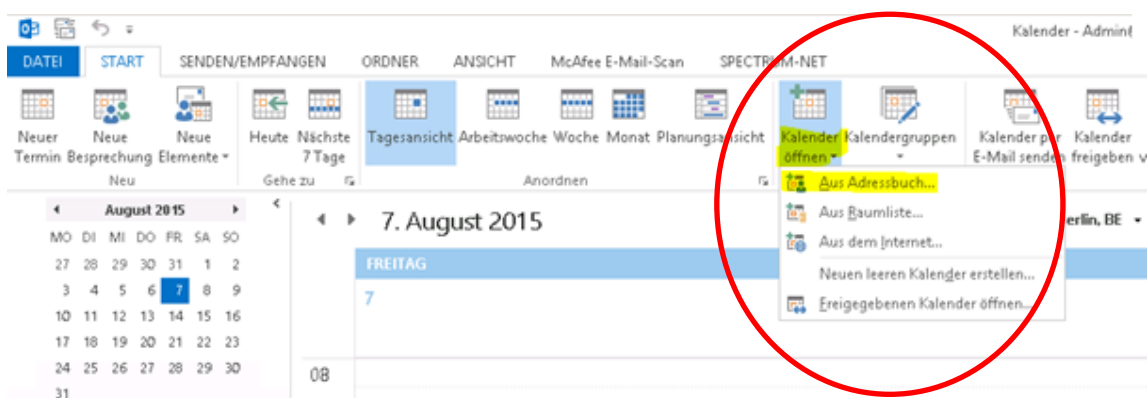 Kalender - Admin
DATEI START SENDEN/EMPFANGEN ORDNER ANSICHT McAfee E-Mail-Scan SPECTRUM-NET
Neuer Neue Neue Heute Nächste Tagesansicht Arbeitswoche Woche Monat Planungsansicht Kalender Kalendergruppen Kalender per Kalender
Termin Besprechung Elemente 7 Tage öffnen E-Mail senden freigeben
Neu Gehe zu Anordnen
Aus Adressbuch...
August 2015 7. August 2015 Aus Raumliste... erlin, BE
MO DI MI DO FR SA SO Aus dem Internet...
27 28 29 30 31 1 2 FREITAG Neuen leeren Kalender erstellen...
3 4 5 6 7 8 9 7 Freigegebenen Kalender öffnen...
10 11 12 13 14 15 16
17 18 19 20 21 22 23
24 25 26 27 28 29 30 08
31